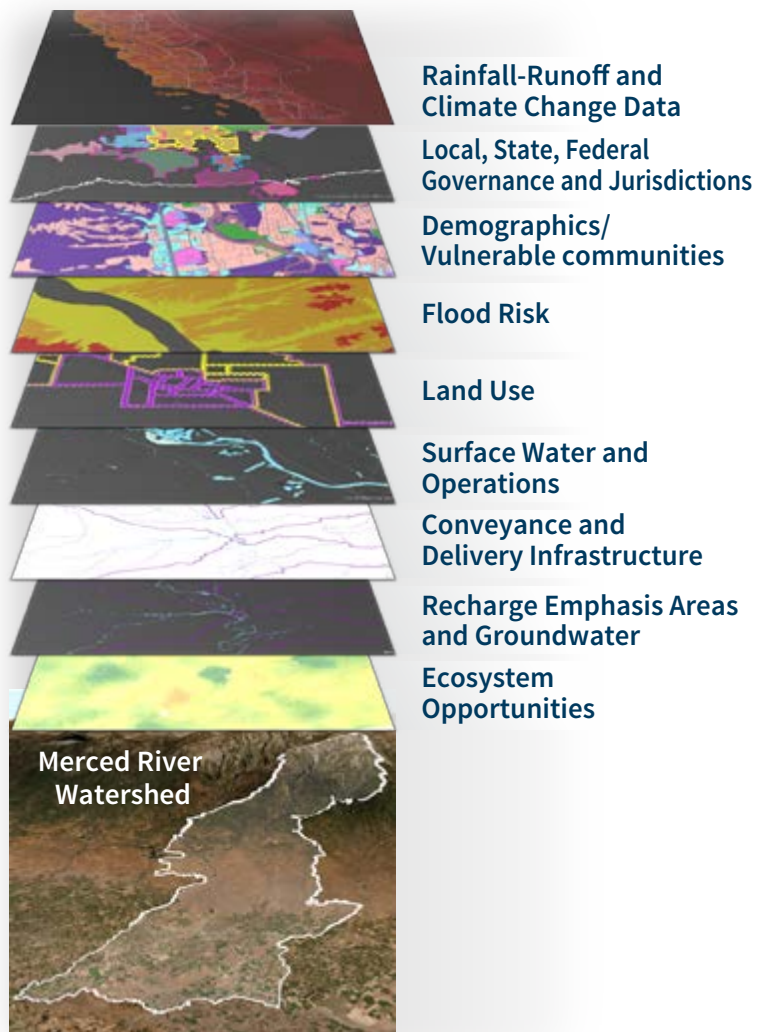 Rainfall-Runoff and
Climate Change Data
Local, State, Federal
Governance and Jurisdictions
Demographics/
Vulnerable communities
Flood Risk
Land Use
Surface Water and
Operations
Conveyance and
Delivery Infrastructure
Recharge Emphasis Areas
and Groundwater
Ecosystem
Opportunities
Merced River
Watershed